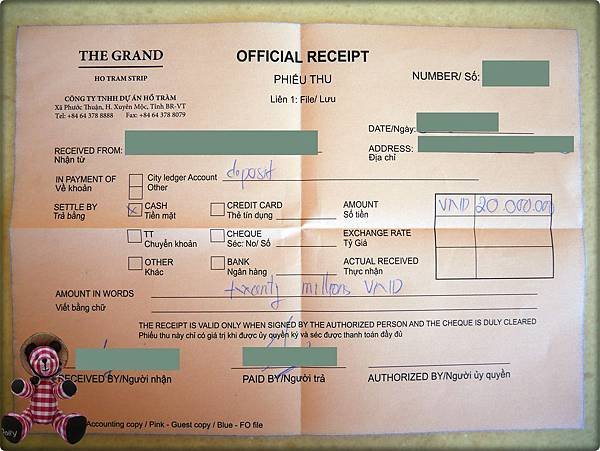 THE GRAND
HO TRAM STRIP
CÔNG TY TNHH DỰ ÁN HỒ TRÀM
Xã Phước Thuận, H. Xuyên Mộc, Tỉnh BR-VT
Tel: +84 64 378 8888 Fax: +84 64 378 8079
OFFICIAL RECEIPT
PHIẾU THU
Liên 1: File/ Lưu
NUMBER/ Số:
DATE/Ngày:
RECEIVED FROM:
Nhận từ
ADDRESS:
Địa chỉ
IN PAYMENT OF
Về khoản
City ledger Account
Other
deposit
SETTLE BY
Trả bằng
X
CASH
Tiền mặt
CREDIT CARD
Thẻ tín dụng
AMOUNT
Số tiền
VND 20.000.000
TT
Chuyển khoản
CHEQUE
Séc: No/ Số
EXCHANGE RATE
Tỷ Giá
OTHER
Khác
BANK
Ngân hàng
ACTUAL RECEIVED
Thực nhận
AMOUNT IN WORDS
Viết bằng chữ
twenty millions VND
THE RECEIPT IS VALID ONLY WHEN SIGNED BY THE AUTHORIZED PERSON AND THE CHEQUE IS DULY CLEARED
Phiếu này chỉ có giá trị khi được ủy quyền ký và séc được thanh toán đầy đủ
RECEIVED BY/Người nhận
PAID BY/Người trả
AUTHORIZED BY/Người ủy quyền
Accounting copy / Pink - Guest copy / Blue - FO file